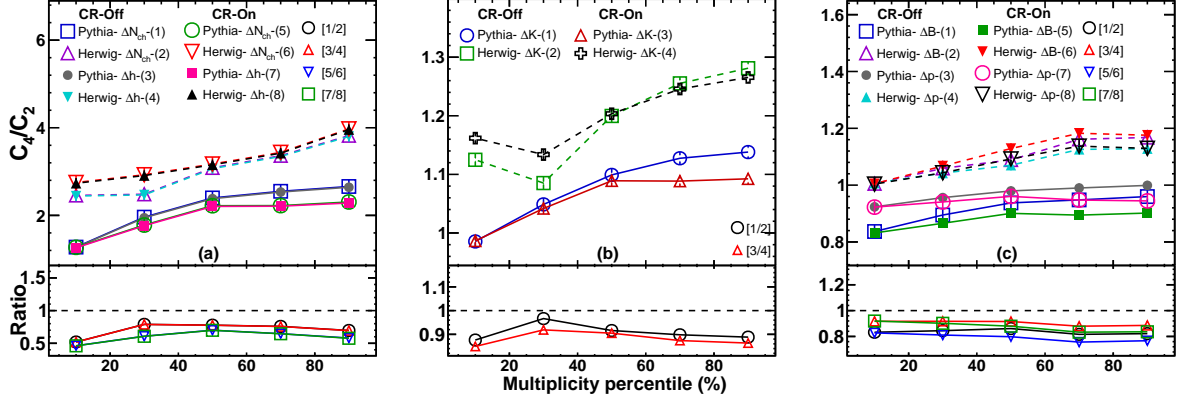 (a)
CR-Off CR-On
Pythia- ΔN_ch-(1) Pythia- ΔN_ch-(5) [1/2]
Herwig- ΔN_ch-(2) Herwig- ΔN_ch-(6) [3/4]
Pythia- Δh-(3) Pythia- Δh-(7) [5/6]
Herwig- Δh-(4) Herwig- Δh-(8) [7/8]
C_4/C_2
6
4
2
Ratio
1.5
1
0.5
20 40 60 80
(b)
CR-Off CR-On
Pythia- ΔK-(1) Pythia- ΔK-(3)
Herwig- ΔK-(2) Herwig- ΔK-(4)
1.3
1.2
1.1
1
[1/2]
[3/4]
1.1
1
0.9
20 40 60 80
Multiplicity percentile (%)
(c)
CR-Off CR-On
Pythia- ΔB-(1) Pythia- ΔB-(5) [1/2]
Herwig- ΔB-(2) Herwig- ΔB-(6) [3/4]
Pythia- Δp-(3) Pythia- Δp-(7) [5/6]
Herwig- Δp-(4) Herwig- Δp-(8) [7/8]
1.6
1.4
1.2
1
0.8
1.2
1
0.8
20 40 60 80